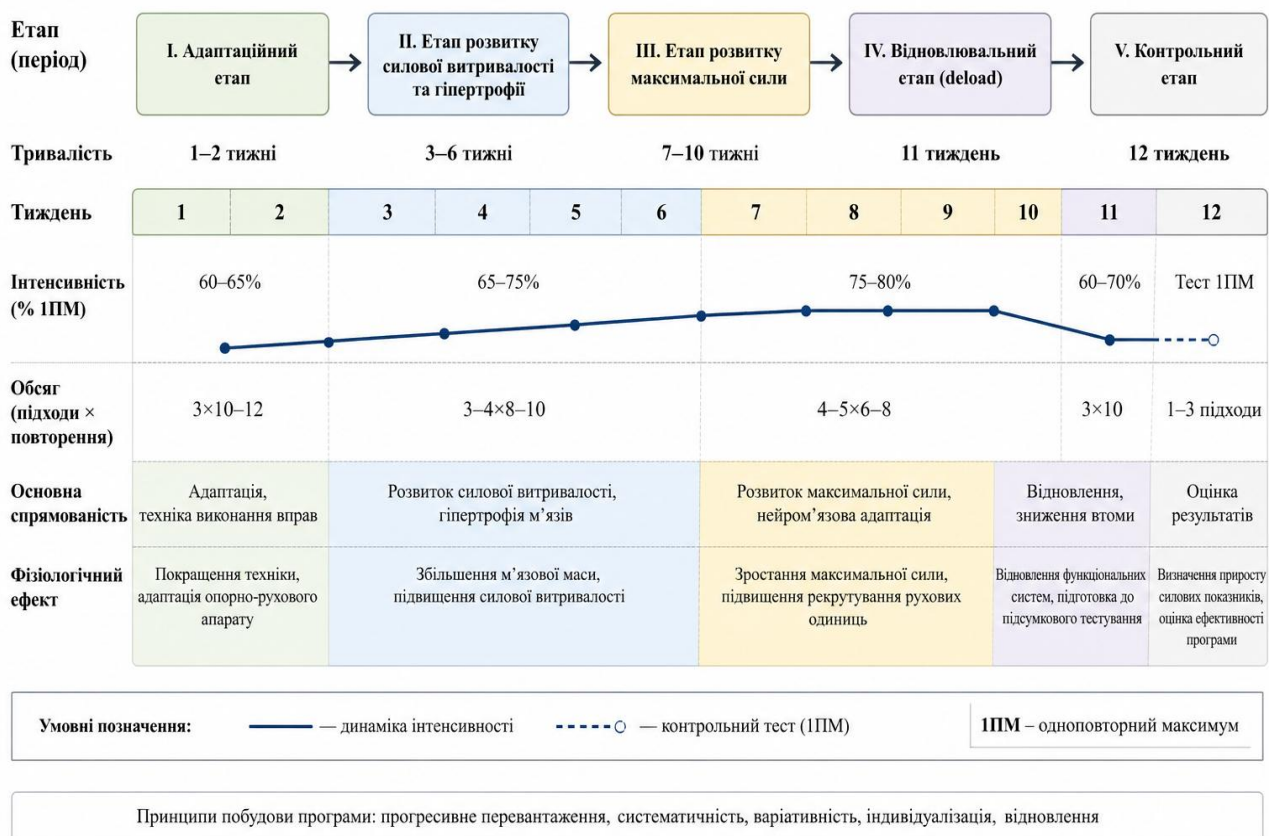 Етап
(період)
І. Адаптаційний
етап
ІІ. Етап розвитку
силової витривалості
та гіпертрофії
ІІІ. Етап розвитку
максимальної сили
IV. Відновлювальний
етап (deload)
V. Контрольний
етап
Тривалість
1–2 тижні
3–6 тижні
7–10 тижні
11 тиждень
12 тиждень
Тиждень
1
2
3
4
5
6
7
8
9
10
11
12
Інтенсивність
(% 1ПМ)
60–65%
65–75%
75–80%
60–70%
Тест 1ПМ
Обсяг
(підходи ×
повторення)
3×10–12
3–4×8–10
4–5×6–8
3×10
1–3 підходи
Основна
спрямованість
Адаптація,
техніка виконання вправ
Розвиток силової витривалості,
гіпертрофія м’язів
Розвиток максимальної сили,
нейром’язова адаптація
Відновлення,
зниження втоми
Оцінка
результатів
Фізіологічний
ефект
Покращення техніки,
адаптація опорно-рухового
апарату
Збільшення м’язової маси,
підвищення силової витривалості
Зростання максимальної сили,
підвищення рекрутування рухових
одиниць
Відновлення функціональних
систем, підготовка до
підсумкового тестування
Визначення приросту
силових показників,
оцінка ефективності
програми
Умовні позначення:
— динаміка інтенсивності
— контрольний тест (1ПМ)
1ПМ – одноповторний максимум
Принципи побудови програми: прогресивне перевантаження, систематичність, варіативність, індивідуалізація, відновлення